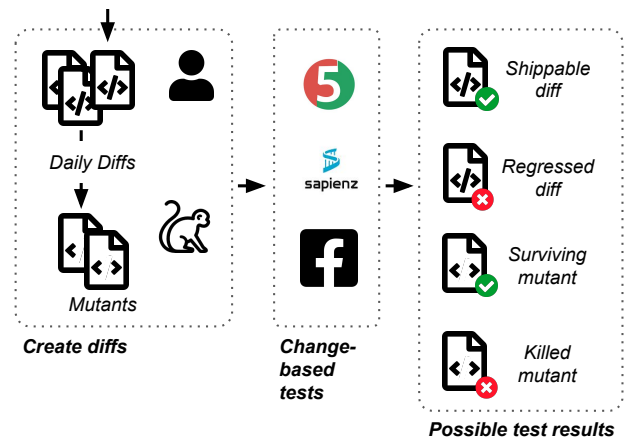 </>
</>
</>
Daily Diffs
< >
< >
Mutants
Create diffs
5
sapienz
f
Change-
based
tests
</>
Shippable
diff
</>
Regressed
diff
< >
Surviving
mutant
< >
Killed
mutant
Possible test results